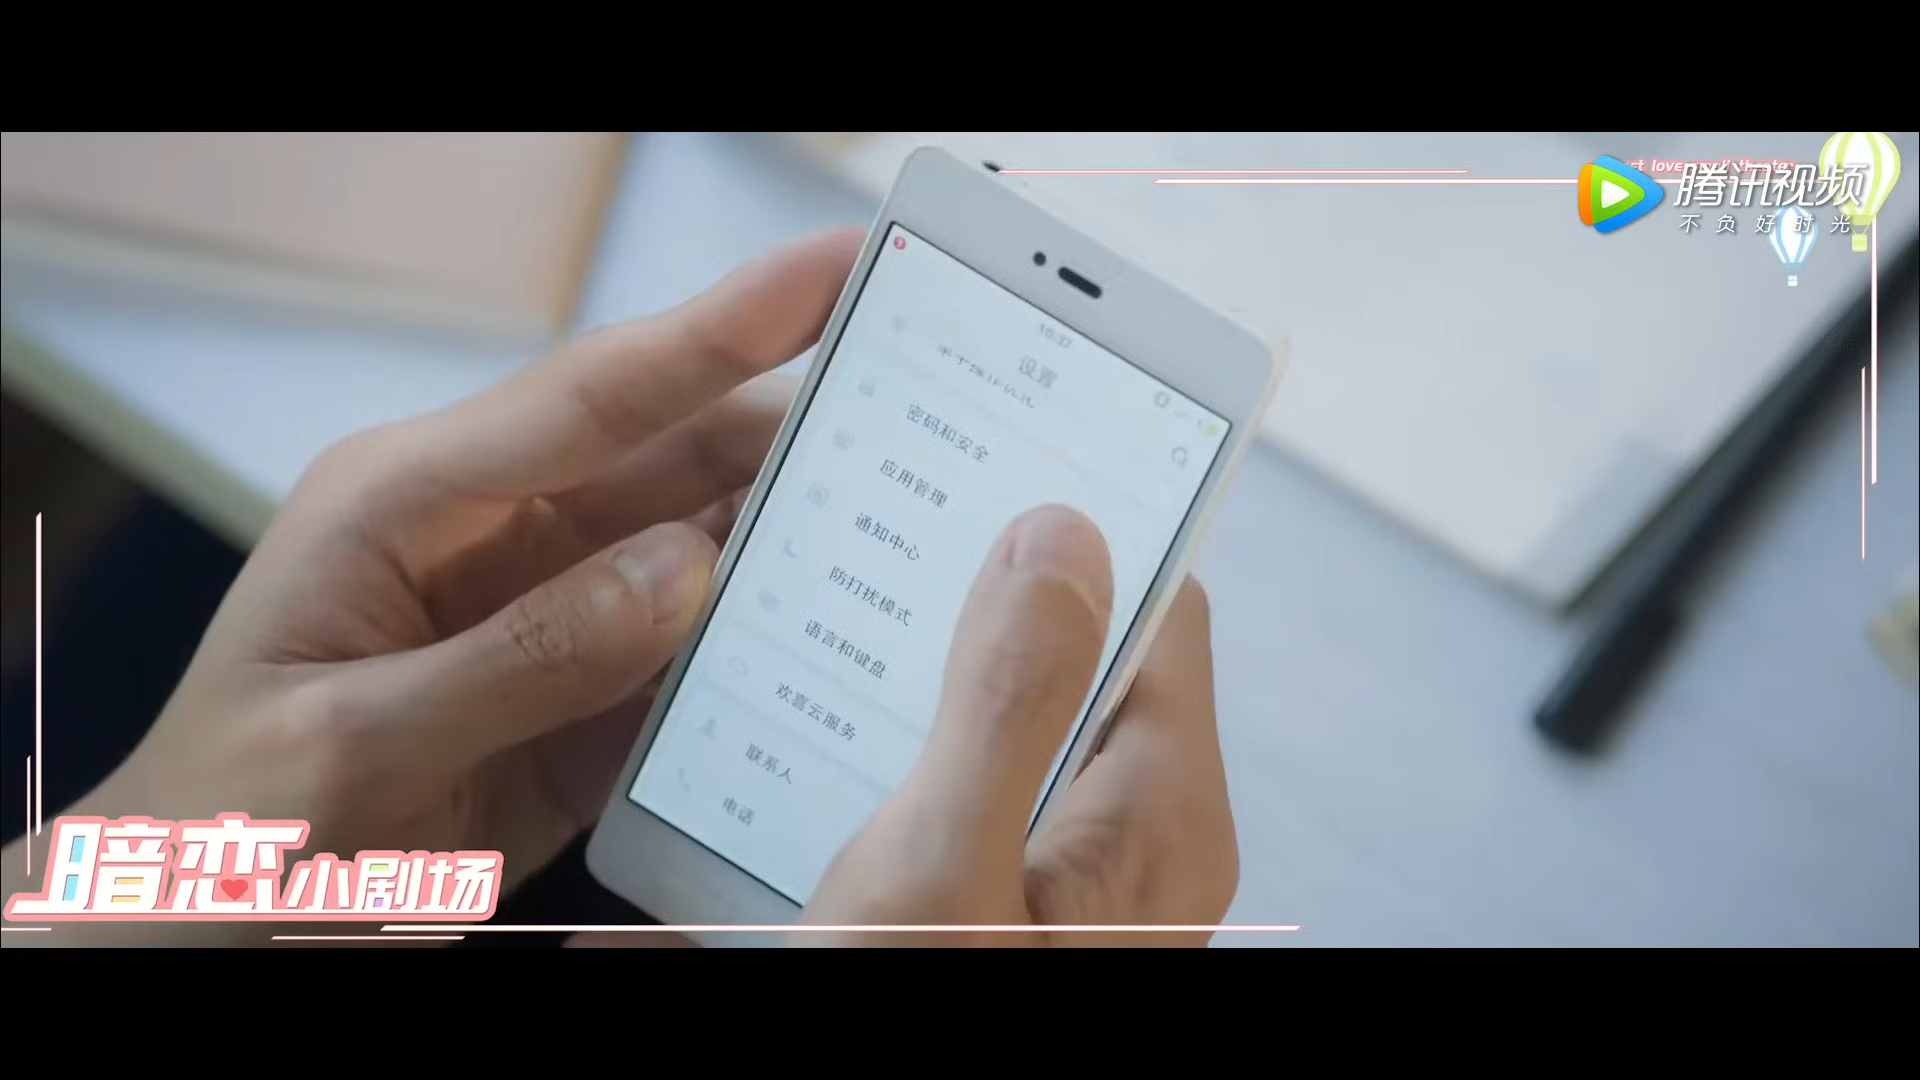 腾讯视频
不负好时光
设置
密码和安全
应用管理
通知中心
防打扰模式
语言和键盘
欢喜云服务
联系人
电话
暗恋小剧场